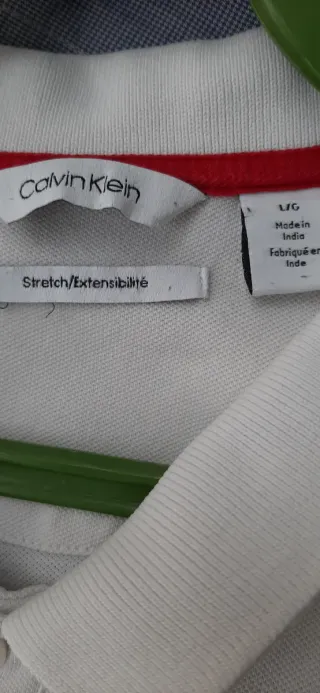 Calvin Klein
L/G
Made in
India
Fabriqué en
Inde
Stretch/Extensibilité